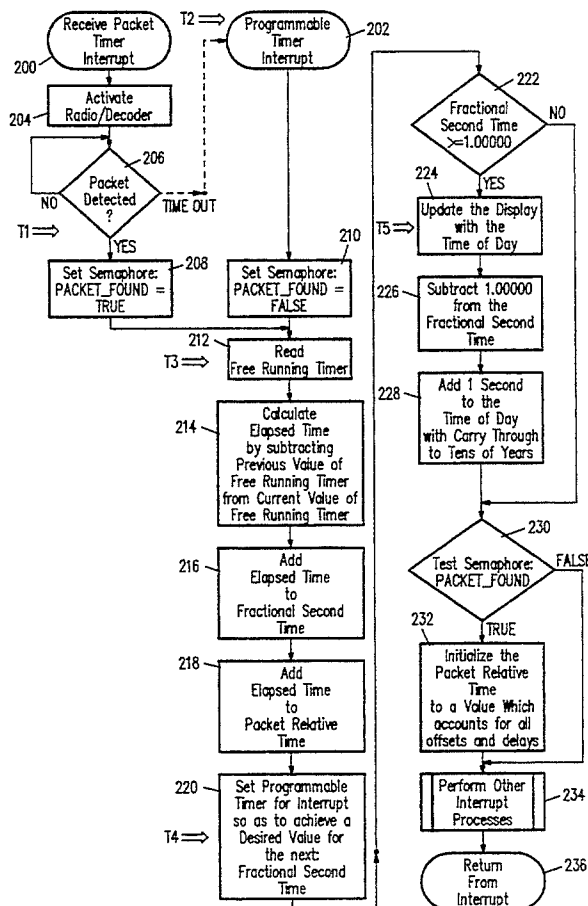 Receive Packet
Timer
Interrupt
200
T2
Programmable
Timer
Interrupt
202
204
Activate
Radio/Decoder
206
Packet
Detected
?
NO
TIME OUT
T1
YES
208
Set Semaphore:
PACKET_FOUND =
TRUE
210
Set Semaphore:
PACKET_FOUND =
FALSE
212
T3
Read
Free Running Timer
214
Calculate
Elapsed Time
by subtracting
Previous Value of
Free Running Timer
from Current Value of
Free Running Timer
216
Add
Elapsed Time
to
Fractional Second
Time
218
Add
Elapsed Time
to
Packet Relative
Time
220
T4
Set Programmable
Timer for Interrupt
so as to achieve a
Desired Value for
the next:
Fractional Second
Time
222
Fractional
Second Time
>=1.00000
NO
YES
224
T5
Update the Display
with the
Time of Day
226
Subtract 1.00000
from the
Fractional Second
Time
228
Add 1 Second
to the
Time of Day
with Carry Through
to Tens of Years
230
Test Semaphore:
PACKET_FOUND
FALSE
TRUE
232
Initialize the
Packet Relative
Time
to a Value Which
accounts for all
offsets and delays
234
Perform Other
Interrupt
Processes
Return
From
Interrupt
236